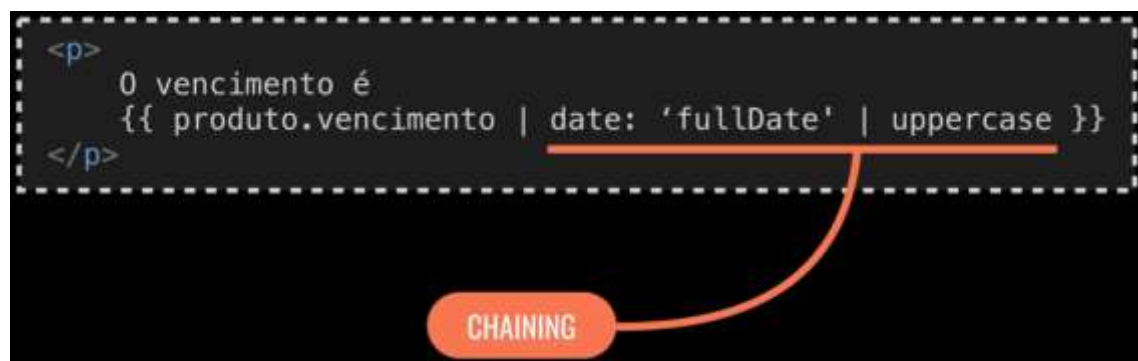 <p>
O vencimento é
{{ produto.vencimento | date: ‘fullDate' | uppercase }}
</p>
CHAINING